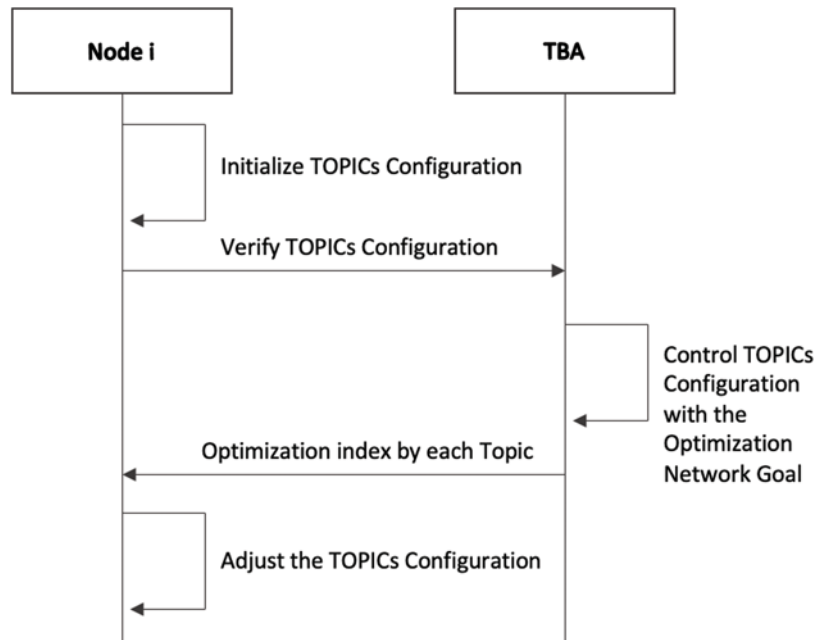 Node i
TBA
Initialize TOPICs Configuration
Verify TOPICs Configuration
Control TOPICs
Configuration
with the
Optimization
Network Goal
Optimization index by each Topic
Adjust the TOPICs Configuration